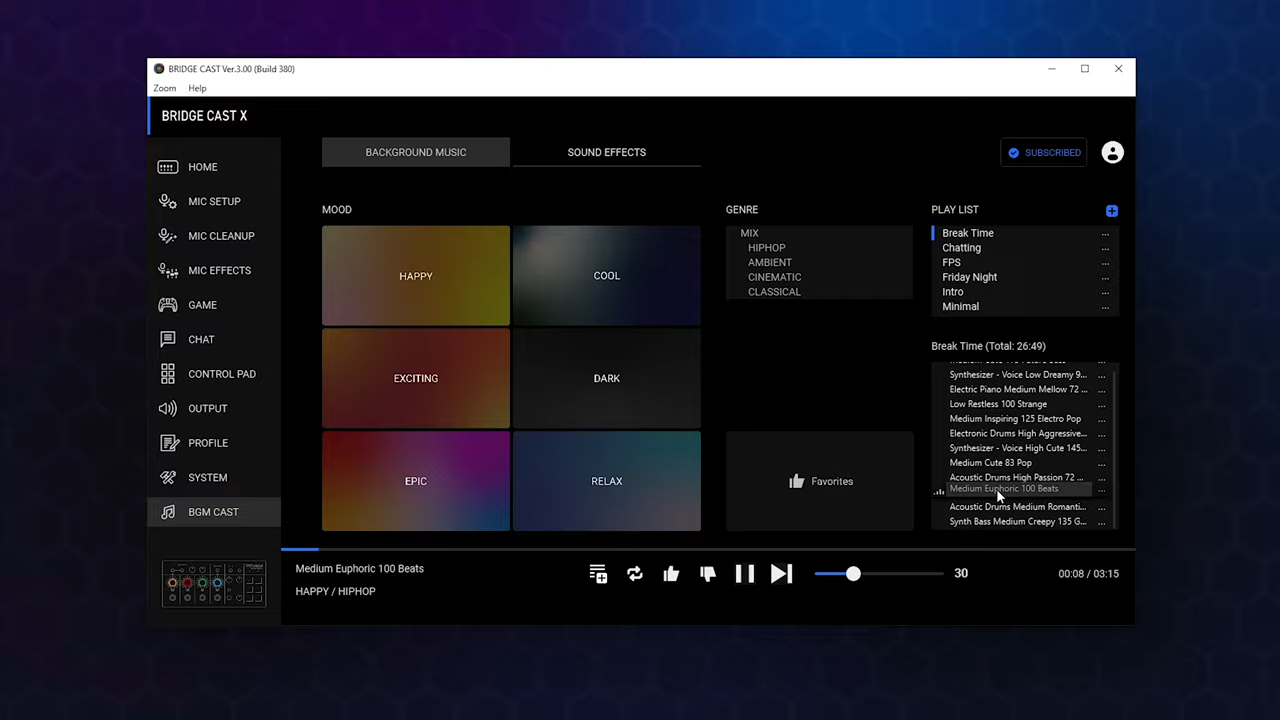 BRIDGE CAST Ver.3.00 (Build 380)
Zoom Help
BRIDGE CAST X
HOME
MIC SETUP
MIC CLEANUP
MIC EFFECTS
GAME
CHAT
CONTROL PAD
OUTPUT
PROFILE
SYSTEM
BGM CAST
BACKGROUND MUSIC
SOUND EFFECTS
SUBSCRIBED
MOOD
HAPPY
COOL
EXCITING
DARK
EPIC
RELAX
GENRE
MIX
HIPHOP
AMBIENT
CINEMATIC
CLASSICAL
Favorites
PLAY LIST
Break Time ...
Chatting ...
FPS ...
Friday Night ...
Intro ...
Minimal ...
Break Time (Total: 26:49)
Synthesizer - Voice Low Dreamy 9... ...
Electric Piano Medium Mellow 72 ... ...
Low Restless 100 Strange ...
Medium Inspiring 125 Electro Pop ...
Electronic Drums High Aggressive... ...
Synthesizer - Voice High Cute 145... ...
Medium Cute 83 Pop ...
Acoustic Drums High Passion 72 ... ...
Medium Euphoric 100 Beats ...
Acoustic Drums Medium Romanti... ...
Synth Bass Medium Creepy 135 G... ...
Medium Euphoric 100 Beats
HAPPY / HIPHOP
30
00:08 / 03:15